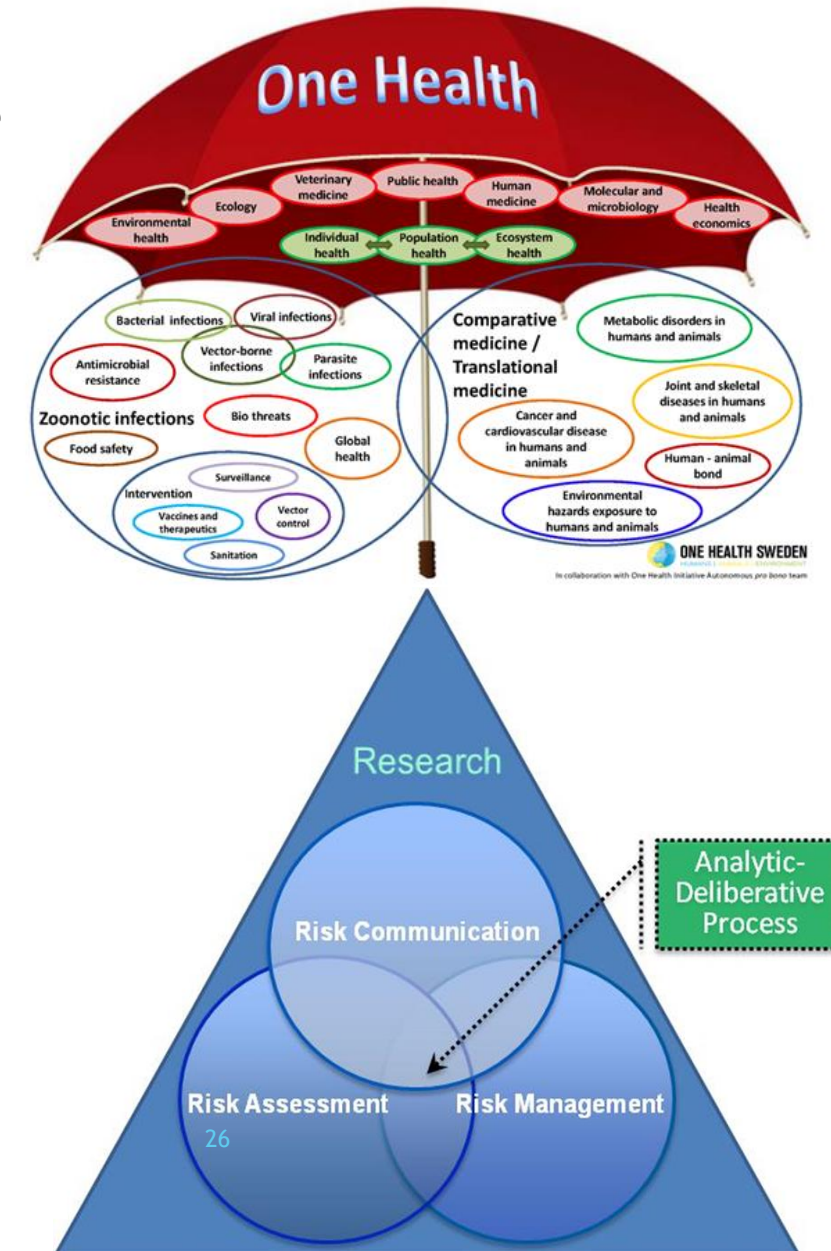 One Health
Environmental
health
Ecology
Veterinary
medicine
Public health
Human
medicine
Molecular and
microbiology
Health
economics
Individual
health
Population
health
Ecosystem
health
Bacterial infections
Viral infections
Vector-borne
infections
Parasite
infections
Antimicrobial
resistance
Zoonotic infections
Bio threats
Food safety
Global
health
Surveillance
Intervention
Vaccines and
therapeutics
Vector
control
Sanitation
Comparative
medicine /
Translational
medicine
Metabolic disorders in
humans and animals
Joint and skeletal
diseases in humans
and animals
Cancer and
cardiovascular disease
in humans and
animals
Human - animal
bond
Environmental
hazards exposure to
humans and animals
ONE HEALTH SWEDEN
In collaboration with One Health Initiative Autonomous pro bono team
Research
Analytic-
Deliberative
Process
Risk Communication
Risk Assessment
Risk Management
26